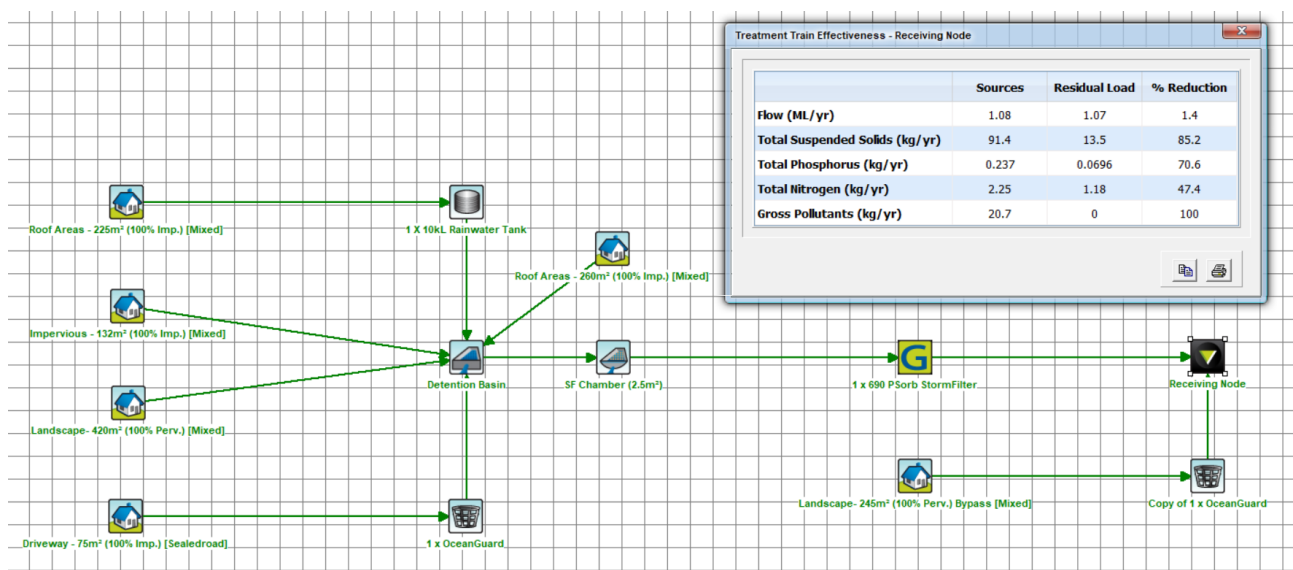 Treatment Train Effectiveness - Receiving Node
X
Sources Residual Load % Reduction
Flow (ML/yr) 1.08 1.07 1.4
Total Suspended Solids (kg/yr) 91.4 13.5 85.2
Total Phosphorus (kg/yr) 0.237 0.0696 70.6
Total Nitrogen (kg/yr) 2.25 1.18 47.4
Gross Pollutants (kg/yr) 20.7 0 100
Roof Areas - 225m² (100% Imp.) [Mixed]
1 X 10kL Rainwater Tank
Roof Areas - 260m² (100% Imp.) [Mixed]
Impervious - 132m² (100% Imp.) [Mixed]
Detention Basin
SF Chamber (2.5m²)
G
1 x 690 PSorb StormFilter
Receiving Node
Landscape- 420m² (100% Perv.) [Mixed]
Landscape- 245m² (100% Perv.) Bypass [Mixed]
Copy of 1 x OceanGuard
Driveway - 75m² (100% Imp.) [Sealedroad]
1 x OceanGuard